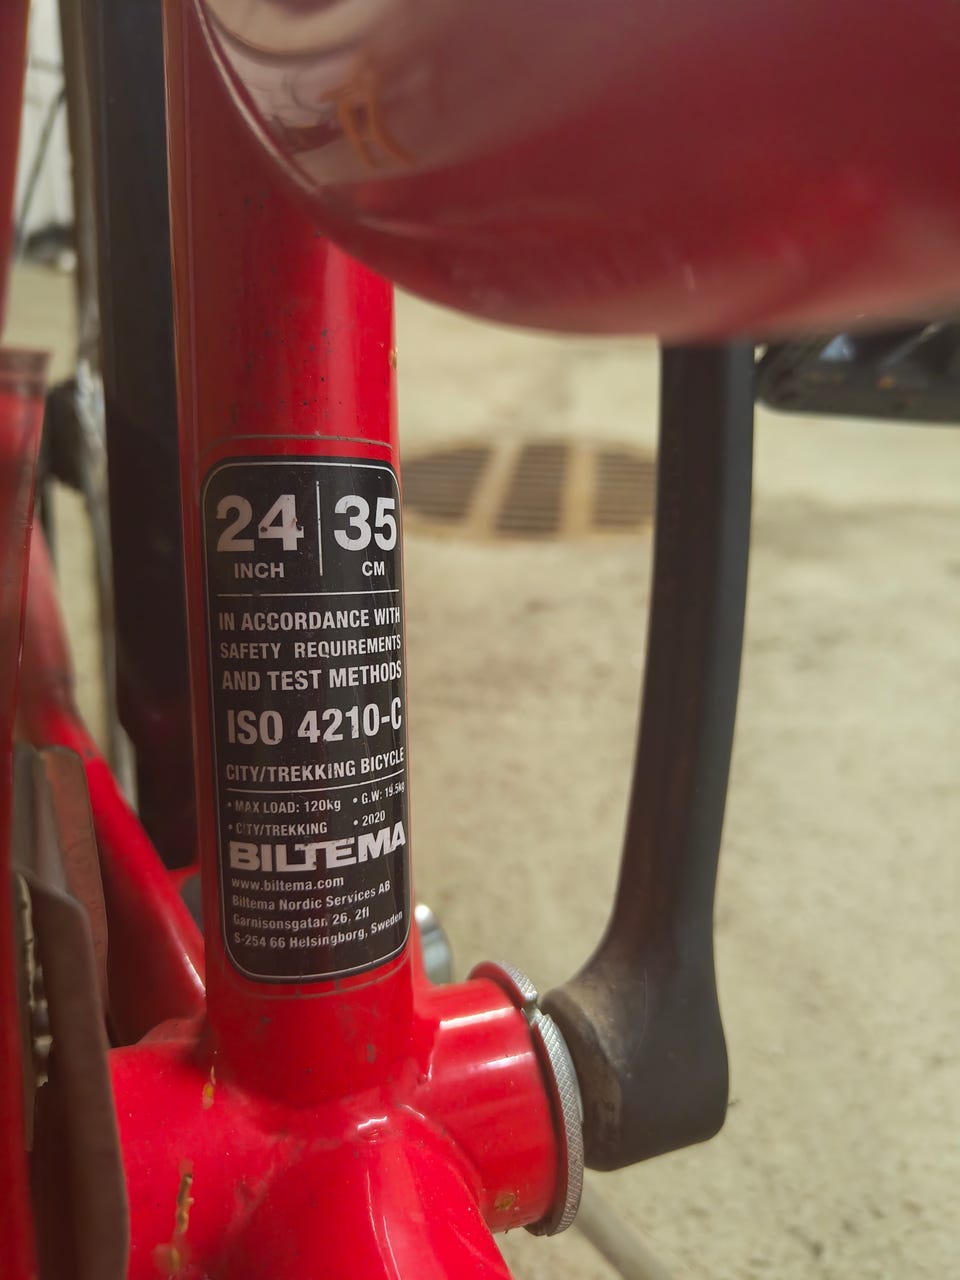 24 35
INCH CM
IN ACCORDANCE WITH
SAFETY REQUIREMENTS
AND TEST METHODS
ISO 4210-C
CITY/TREKKING BICYCLE
• MAX LOAD: 120kg • G.W: 19.5kg
• CITY/TREKKING • 2020
BILTEMA
www.biltema.com
Biltema Nordic Services AB
Garnisonsgatan 26, 2fl
S-254 66 Helsingborg, Sweden